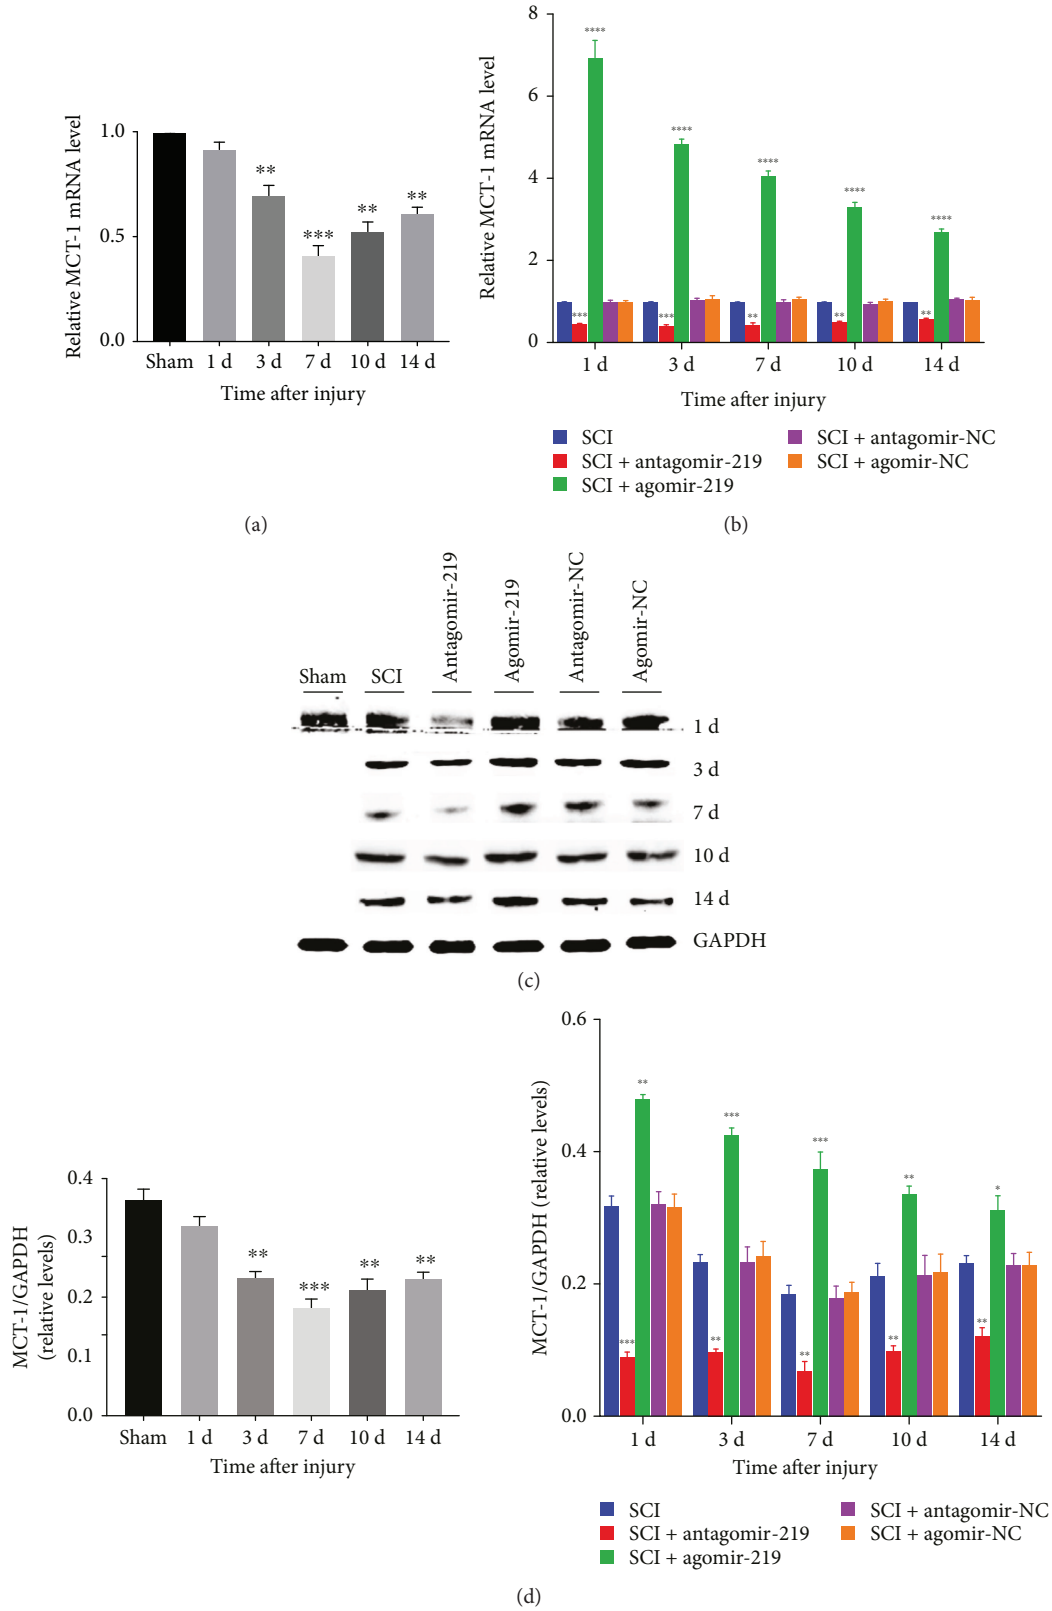 (a)
Relative MCT-1 mRNA level
1.0
0.5
0.0
**
***
**
**
Sham 1 d 3 d 7 d 10 d 14 d
Time after injury
(a)
Relative MCT-1 mRNA level
8
6
4
2
0
****
****
****
****
****
***
***
**
**
**
1 d 3 d 7 d 10 d 14 d
Time after injury
SCI
SCI + antagomir-219
SCI + agomir-219
SCI + antagomir-NC
SCI + agomir-NC
(b)
Sham
SCI
Antagomir-219
Agomir-219
Antagomir-NC
Agomir-NC
1 d
3 d
7 d
10 d
14 d
GAPDH
(c)
MCT-1/GAPDH
(relative levels)
0.4
0.3
0.2
0.1
0.0
**
***
**
**
Sham 1 d 3 d 7 d 10 d 14 d
Time after injury
MCT-1/GAPDH (relative levels)
0.6
0.4
0.2
0.0
**
***
***
**
*
***
**
**
**
**
1 d 3 d 7 d 10 d 14 d
Time after injury
SCI
SCI + antagomir-219
SCI + agomir-219
SCI + antagomir-NC
SCI + agomir-NC
(d)